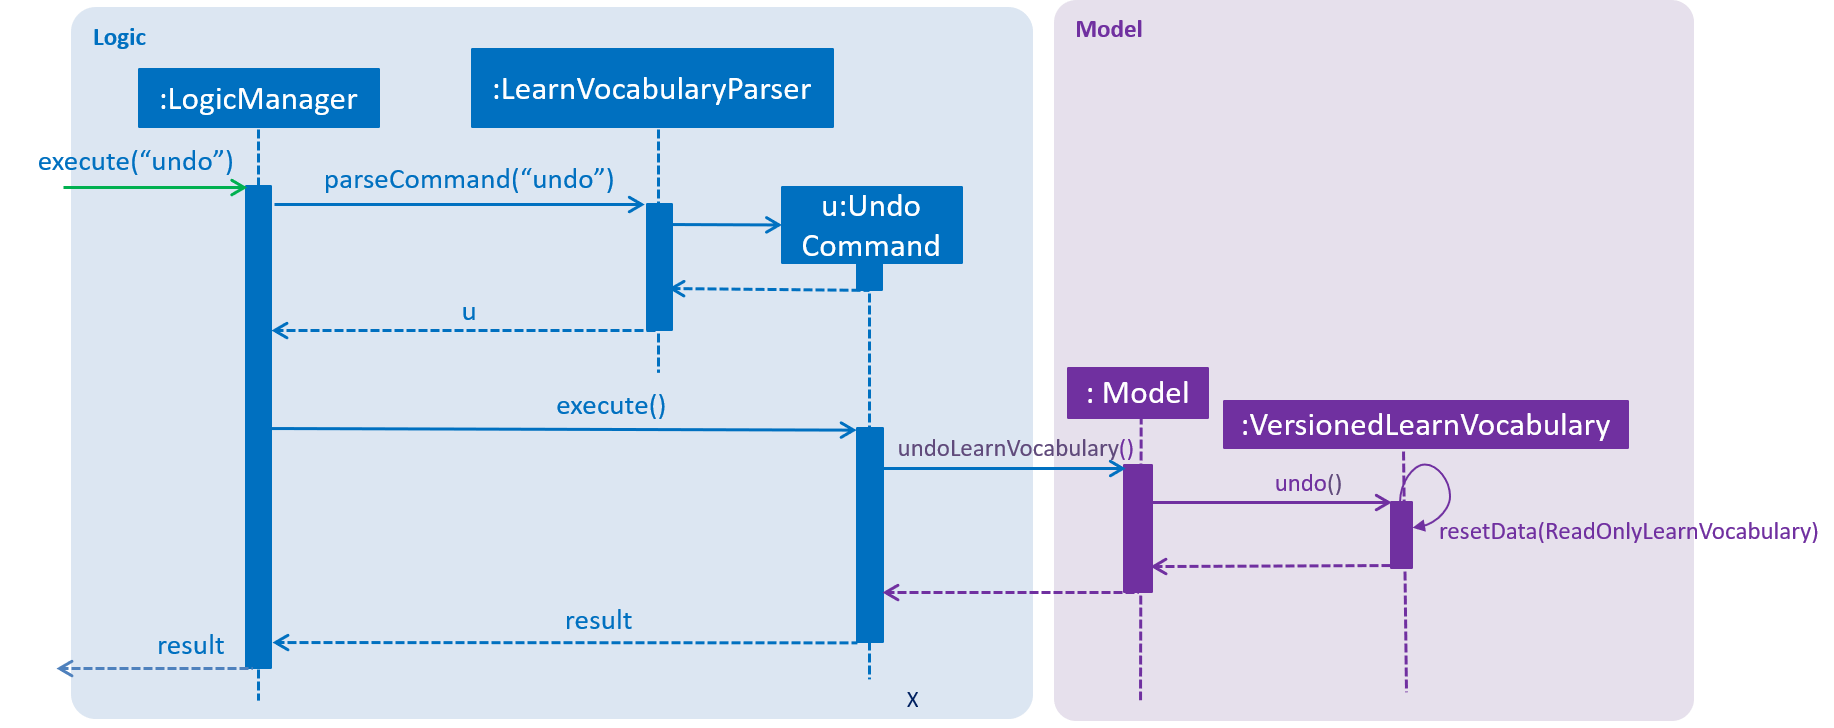 Logic
Model
:LogicManager
:LearnVocabularyParser
execute(“undo”)
parseCommand(“undo”)
u:Undo
Command
u
execute()
: Model
:VersionedLearnVocabulary
undoLearnVocabulary()
undo()
resetData(ReadOnlyLearnVocabulary)
result
result
X